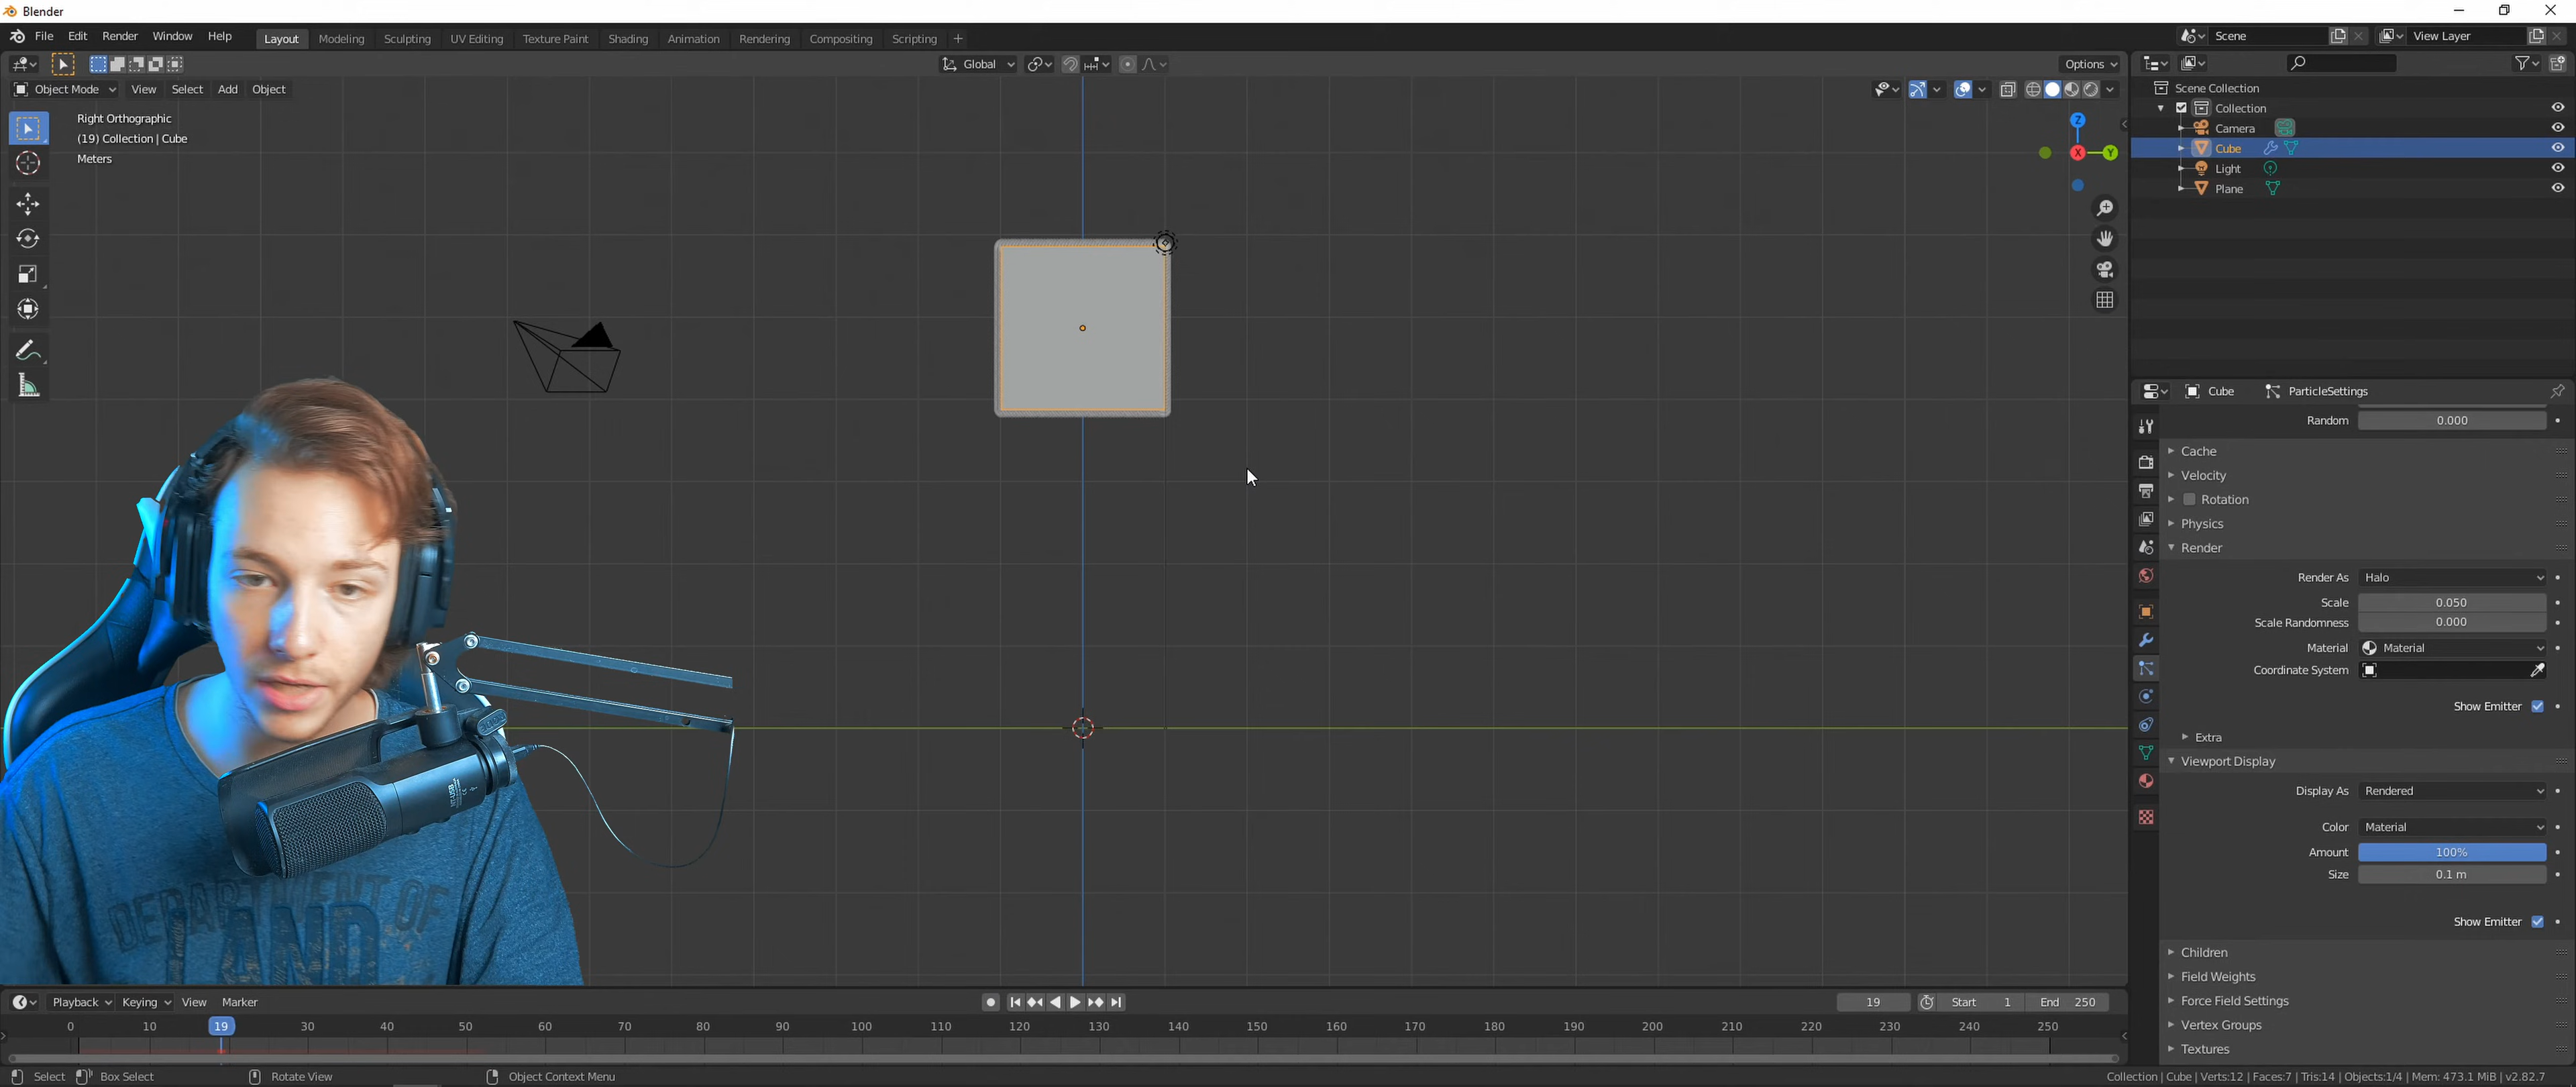 Blender
File Edit Render Window Help Layout Modeling Sculpting UV Editing Texture Paint Shading Animation Rendering Compositing Scripting + Scene View Layer
Global Options
Object Mode View Select Add Object
Right Orthographic
(19) Collection | Cube
Meters
Z
X Y
Scene Collection
Collection
Camera
Cube
Light
Plane
Cube ParticleSettings
Random 0.000
Cache
Velocity
Rotation
Physics
Render
Render As Halo
Scale 0.050
Scale Randomness 0.000
Material Material
Coordinate System
Show Emitter
Extra
Viewport Display
Display As Rendered
Color Material
Amount 100%
Size 0.1 m
Show Emitter
Children
Field Weights
Force Field Settings
Vertex Groups
Textures
DEPARTMENT OF
LAND
Playback Keying View Marker 19 Start 1 End 250
0 10 19 30 40 50 60 70 80 90 100 110 120 130 140 150 160 170 180 190 200 210 220 230 240 250
Select Box Select Rotate View Object Context Menu Collection | Cube | Verts:12 | Faces:7 | Tris:14 | Objects:1/4 | Mem: 473.1 MiB | v2.82.7